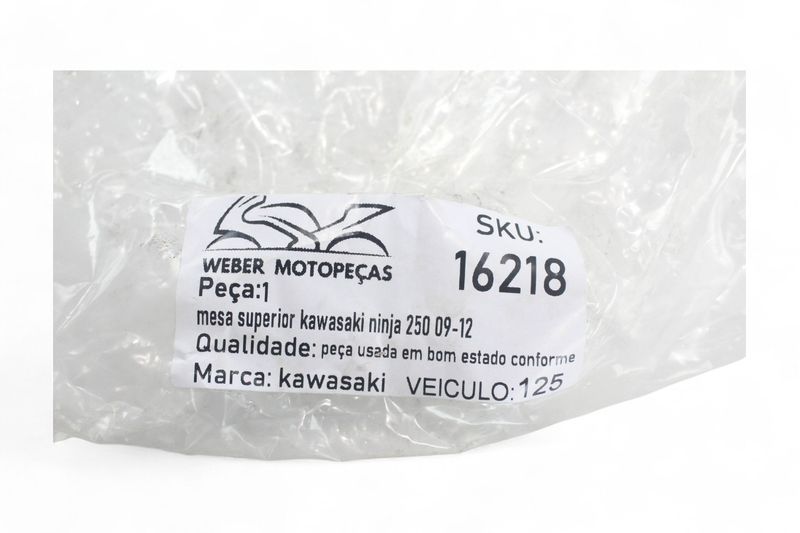 WEBER MOTOPEÇAS
SKU:
16218
Peça:1
mesa superior kawasaki ninja 250 09-12
Qualidade: peça usada em bom estado conforme
Marca: kawasaki VEICULO: 125